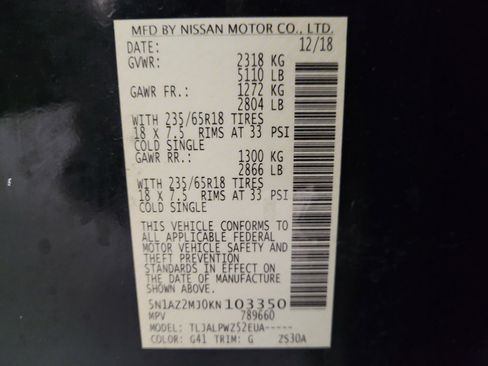 MFD BY NISSAN MOTOR CO., LTD.
DATE: 12/18
GVWR: 2318 KG
5110 LB
GAWR FR.: 1272 KG
2804 LB
WITH 235/65R18 TIRES
18 X 7.5 RIMS AT 33 PSI
COLD SINGLE
GAWR RR.: 1300 KG
2866 LB
WITH 235/65R18 TIRES
18 X 7.5 RIMS AT 33 PSI
COLD SINGLE
THIS VEHICLE CONFORMS TO
ALL APPLICABLE FEDERAL
MOTOR VEHICLE SAFETY AND
THEFT PREVENTION
STANDARDS IN EFFECT ON
THE DATE OF MANUFACTURE
SHOWN ABOVE
5N1AZ2MJ0KN103350
MPV 789660
MODEL: TLJALPWZ52EUA-----
COLOR: G41 TRIM: G ZS30A